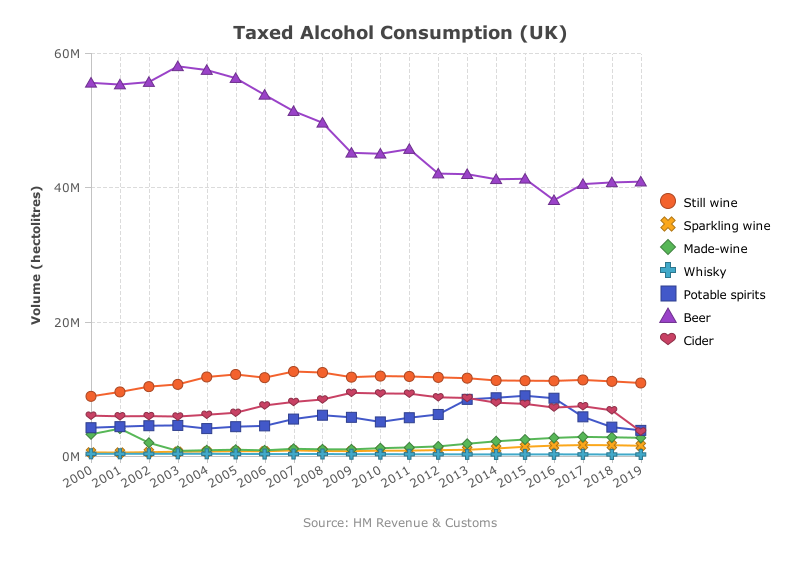 Taxed Alcohol Consumption (UK)
60M
40M
20M
0M
Volume (hectolitres)
2000
2001
2002
2003
2004
2005
2006
2007
2008
2009
2010
2011
2012
2013
2014
2015
2016
2017
2018
2019
Still wine
Sparkling wine
Made-wine
Whisky
Potable spirits
Beer
Cider
Source: HM Revenue & Customs